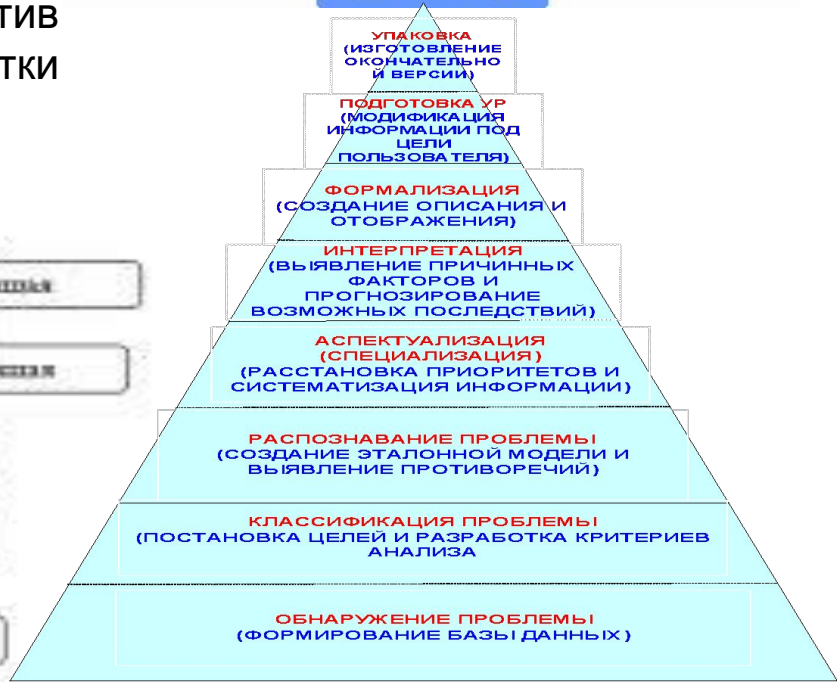 тив
тки
УПАКОВКА
(ИЗГОТОВЛЕНИЕ
ОКОНЧАТЕЛЬНО
Й ВЕРСИИ)
ПОДГОТОВКА УР
(МОДИФИКАЦИЯ
ИНФОРМАЦИИ ПОД
ЦЕЛИ
ПОЛЬЗОВАТЕЛЯ)
ФОРМАЛИЗАЦИЯ
(СОЗДАНИЕ ОПИСАНИЯ И
ОТОБРАЖЕНИЯ)
ИНТЕРПРЕТАЦИЯ
(ВЫЯВЛЕНИЕ ПРИЧИННЫХ
ФАКТОРОВ И
ПРОГНОЗИРОВАНИЕ
ВОЗМОЖНЫХ ПОСЛЕДСТВИЙ)
АСПЕКТУАЛИЗАЦИЯ
(СПЕЦИАЛИЗАЦИЯ)
(РАССТАНОВКА ПРИОРИТЕТОВ И
СИСТЕМАТИЗАЦИЯ ИНФОРМАЦИИ)
РАСПОЗНАВАНИЕ ПРОБЛЕМЫ
(СОЗДАНИЕ ЭТАЛОННОЙ МОДЕЛИ И
ВЫЯВЛЕНИЕ ПРОТИВОРЕЧИЙ)
КЛАССИФИКАЦИЯ ПРОБЛЕМЫ
(ПОСТАНОВКА ЦЕЛЕЙ И РАЗРАБОТКА КРИТЕРИЕВ
АНАЛИЗА
ОБНАРУЖЕНИЕ ПРОБЛЕМЫ
(ФОРМИРОВАНИЕ БАЗЫ ДАННЫХ)